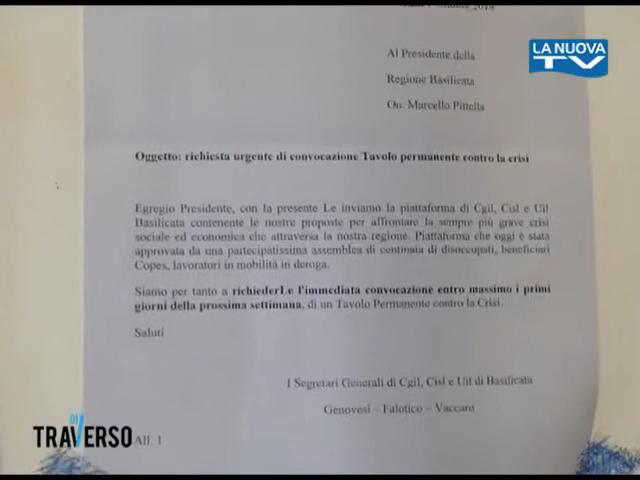 LA NUOVA
TV
Al Presidente della
Regione Basilicata
On. Marcello Pittella
Oggetto: richiesta urgente di convocazione Tavolo permanente contro la crisi
Egregio Presidente, con la presente Le inviamo la piattaforma di Cgil, Cisl e Uil
Basilicata contenente le nostre proposte per affrontare la sempre più grave crisi
sociale ed economica che attraversa la nostra regione. Piattaforma che oggi è stata
approvata da una partecipatissima assemblea di centinaia di disoccupati, beneficiari
Copes, lavoratori in mobilità in deroga.
Siamo per tanto a richiederLe l'immediata convocazione entro massimo i primi
giorni della prossima settimana, di un Tavolo Permanente contro la Crisi.
Saluti
I Segretari Generali di Cgil, Cisl e Uil di Basilicata
Genovesi – Falotico – Vaccaro
All. 1
DI
TRAVERSO